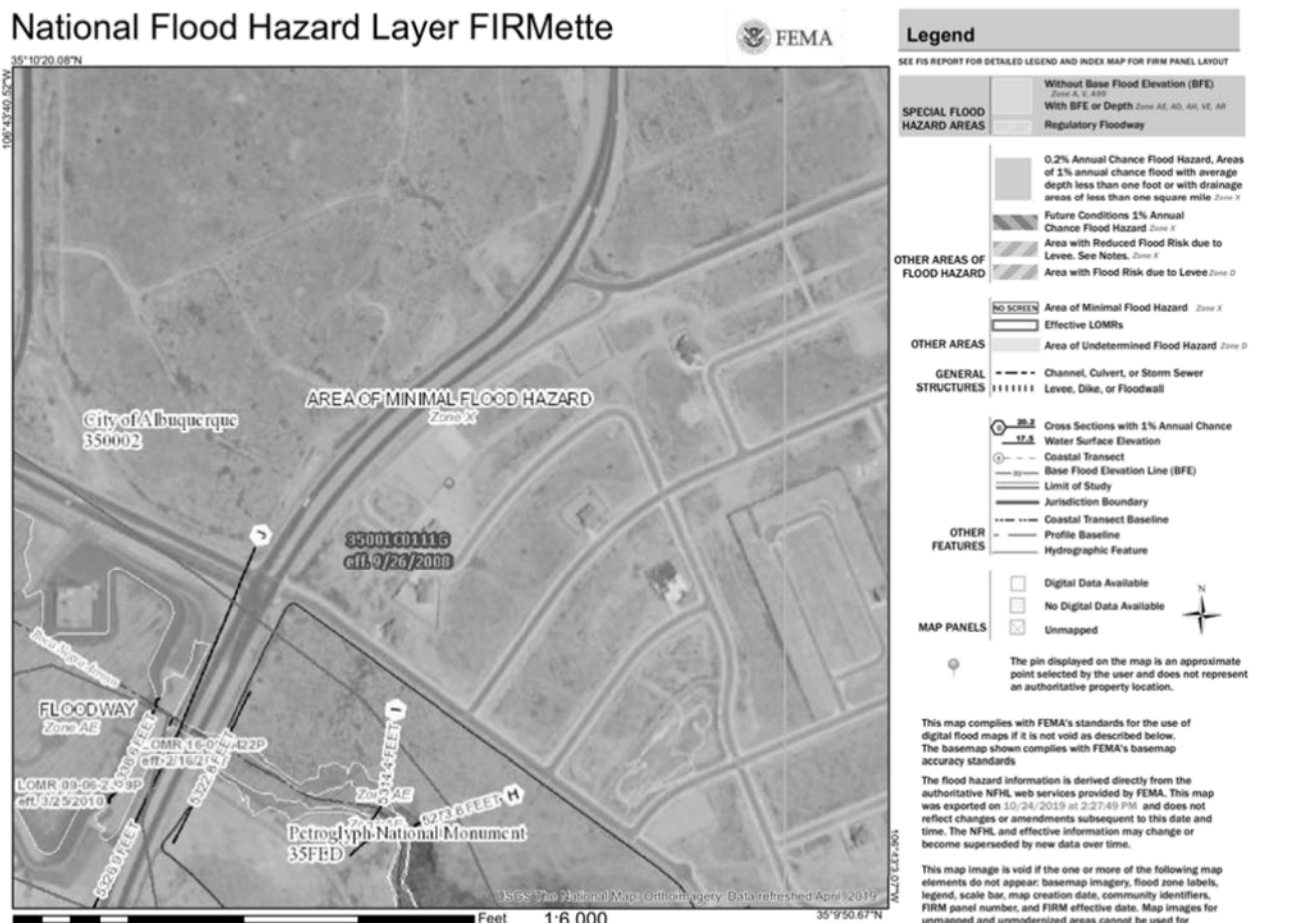 National Flood Hazard Layer FIRMette
FEMA
35°10'20.08"N
106°43'40.52"W
AREA OF MINIMAL FLOOD HAZARD
Zone X
City of Albuquerque
350002
35001C0111G
eff. 9/26/2008
J
FLOODWAY
Zone AE
eff. 3/25/2010
5322.8 FEET
I
5314.4 FEET
Zone AE
5273.6 FEET H
Petroglyph National Monument
35FED
USGS The National Map: Orthoimagery. Data refreshed April, 2019.
106°43'3.07"W
Feet
1:6,000
35°9'50.67"N
Legend
SEE FIS REPORT FOR DETAILED LEGEND AND INDEX MAP FOR FIRM PANEL LAYOUT
SPECIAL FLOOD
HAZARD AREAS
Without Base Flood Elevation (BFE)
Zone A, V, A99
With BFE or Depth Zone AE, AO, AH, VE, AR
Regulatory Floodway
OTHER AREAS OF
FLOOD HAZARD
0.2% Annual Chance Flood Hazard, Areas
of 1% annual chance flood with average
depth less than one foot or with drainage
areas of less than one square mile Zone X
Future Conditions 1% Annual
Chance Flood Hazard Zone X
Area with Reduced Flood Risk due to
Levee. See Notes. Zone X
Area with Flood Risk due to Levee Zone D
OTHER AREAS
NO SCREEN Area of Minimal Flood Hazard Zone X
Effective LOMRs
Area of Undetermined Flood Hazard Zone D
GENERAL
STRUCTURES
Channel, Culvert, or Storm Sewer
Levee, Dike, or Floodwall
OTHER
FEATURES
20.2 Cross Sections with 1% Annual Chance
17.5 Water Surface Elevation
Coastal Transect
Base Flood Elevation Line (BFE)
Limit of Study
Jurisdiction Boundary
Coastal Transect Baseline
Profile Baseline
Hydrographic Feature
MAP PANELS
Digital Data Available
No Digital Data Available
Unmapped
N
The pin displayed on the map is an approximate
point selected by the user and does not represent
an authoritative property location.
This map complies with FEMA's standards for the use of
digital flood maps if it is not void as described below.
The basemap shown complies with FEMA's basemap
accuracy standards
The flood hazard information is derived directly from the
authoritative NFHL web services provided by FEMA. This map
was exported on 10/24/2019 at 2:27:49 PM and does not
reflect changes or amendments subsequent to this date and
time. The NFHL and effective information may change or
become superseded by new data over time.
This map image is void if the one or more of the following map
elements do not appear: basemap imagery, flood zone labels,
legend, scale bar, map creation date, community identifiers,
FIRM panel number, and FIRM effective date. Map images for
unmapped and unmodernized areas cannot be used for